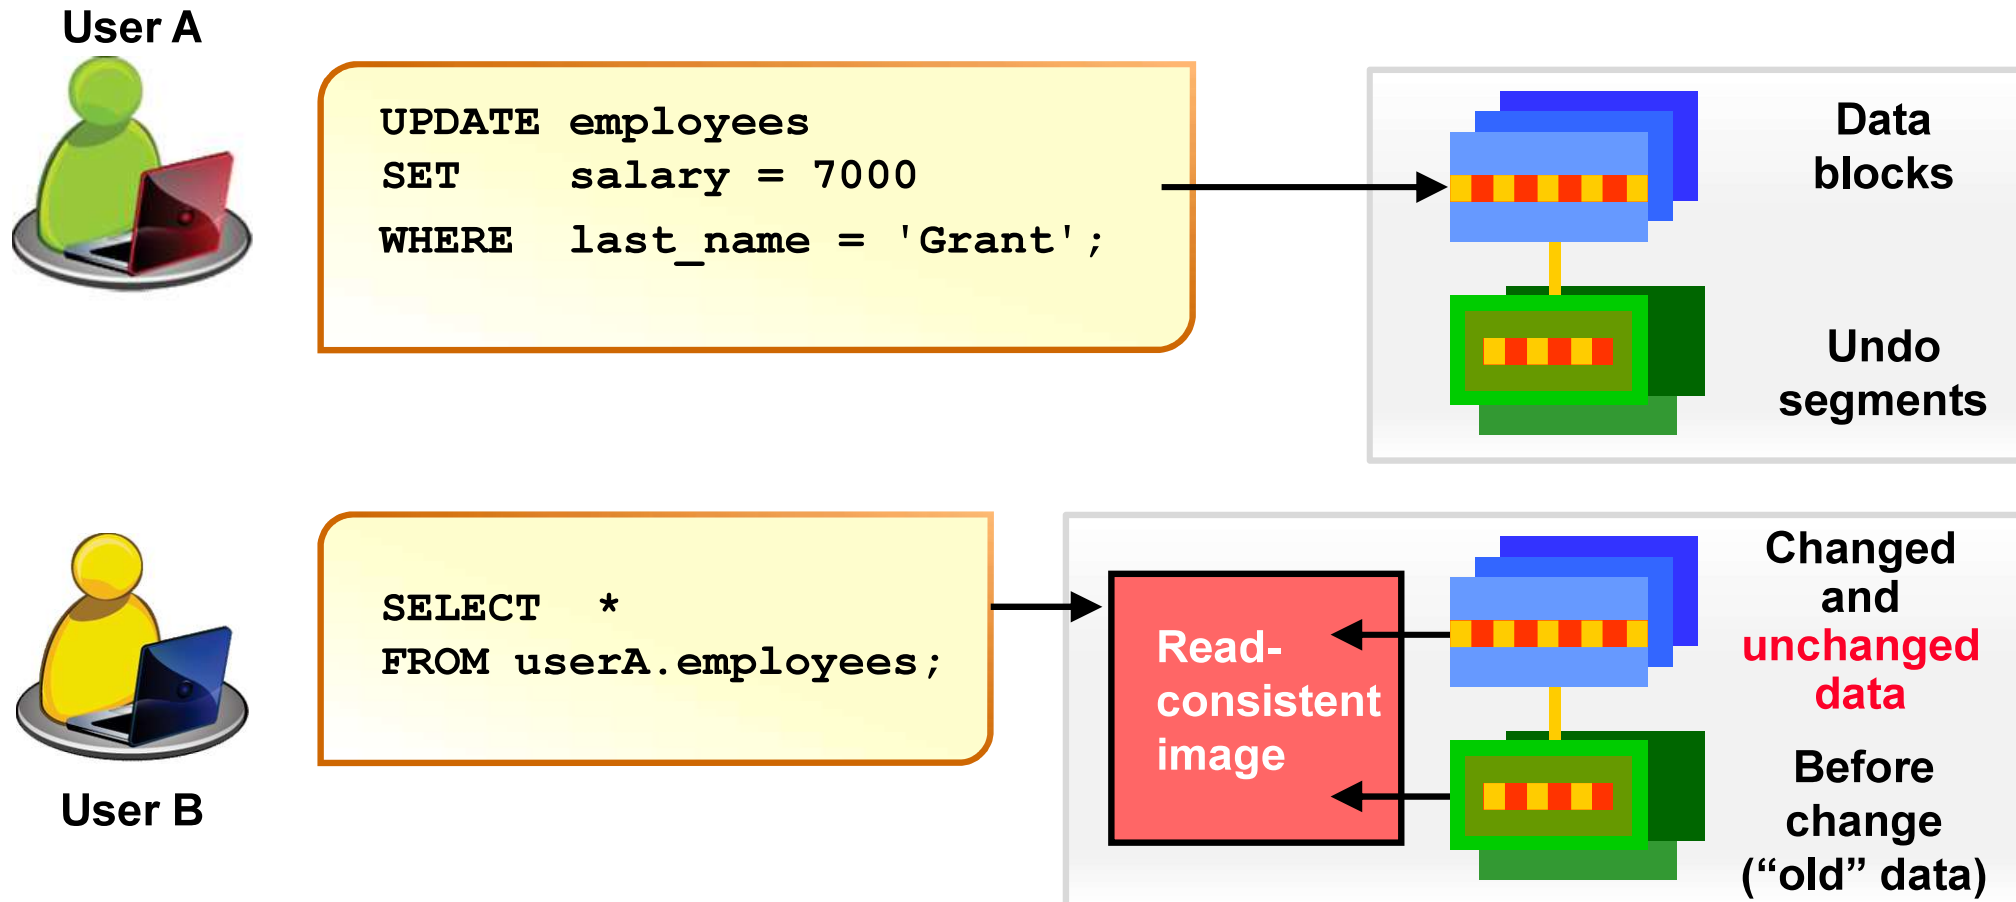 User A
UPDATE employees
SET salary = 7000
WHERE last_name = 'Grant';
Data
blocks
Undo
segments
User B
SELECT *
FROM userA.employees;
Read-
consistent
image
Changed
and
unchanged
data
Before
change
(“old” data)